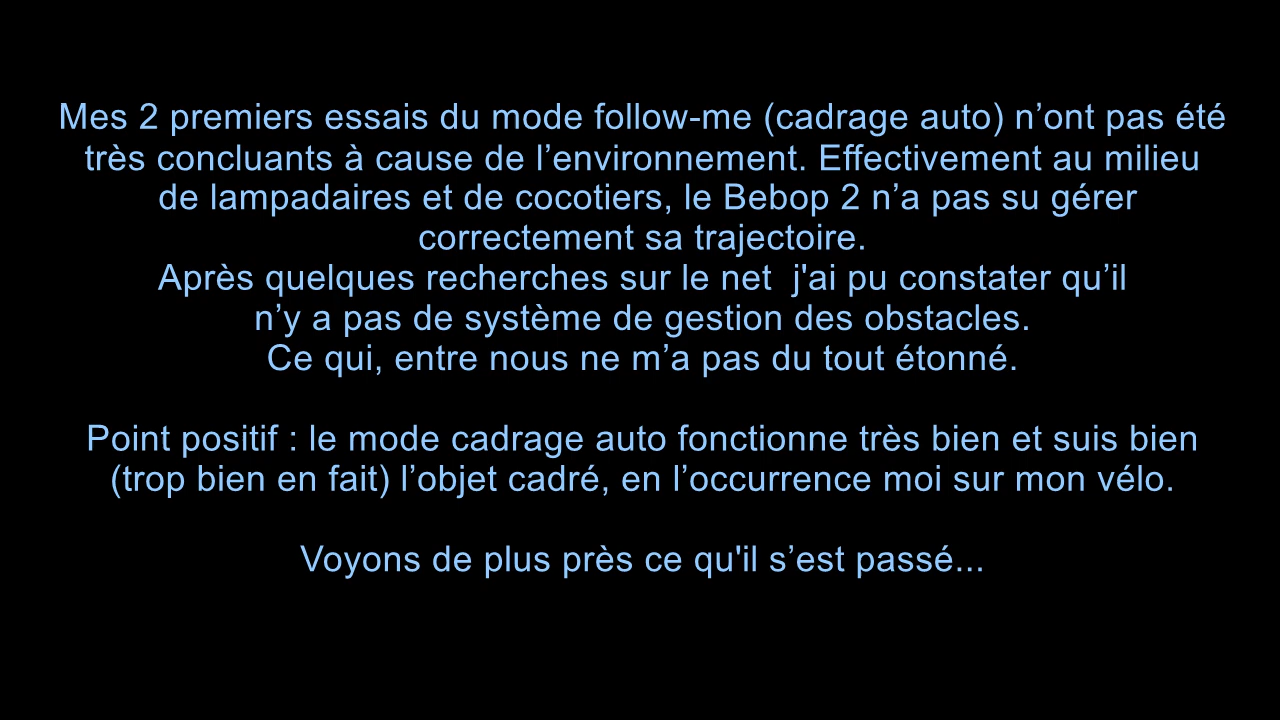 Mes 2 premiers essais du mode follow-me (cadrage auto) n’ont pas été
très concluants à cause de l’environnement. Effectivement au milieu
de lampadaires et de cocotiers, le Bebop 2 n’a pas su gérer
correctement sa trajectoire.
Après quelques recherches sur le net  j'ai pu constater qu’il
n’y a pas de système de gestion des obstacles.
Ce qui, entre nous ne m’a pas du tout étonné.
Point positif : le mode cadrage auto fonctionne très bien et suis bien
(trop bien en fait) l’objet cadré, en l’occurrence moi sur mon vélo.
Voyons de plus près ce qu'il s’est passé...